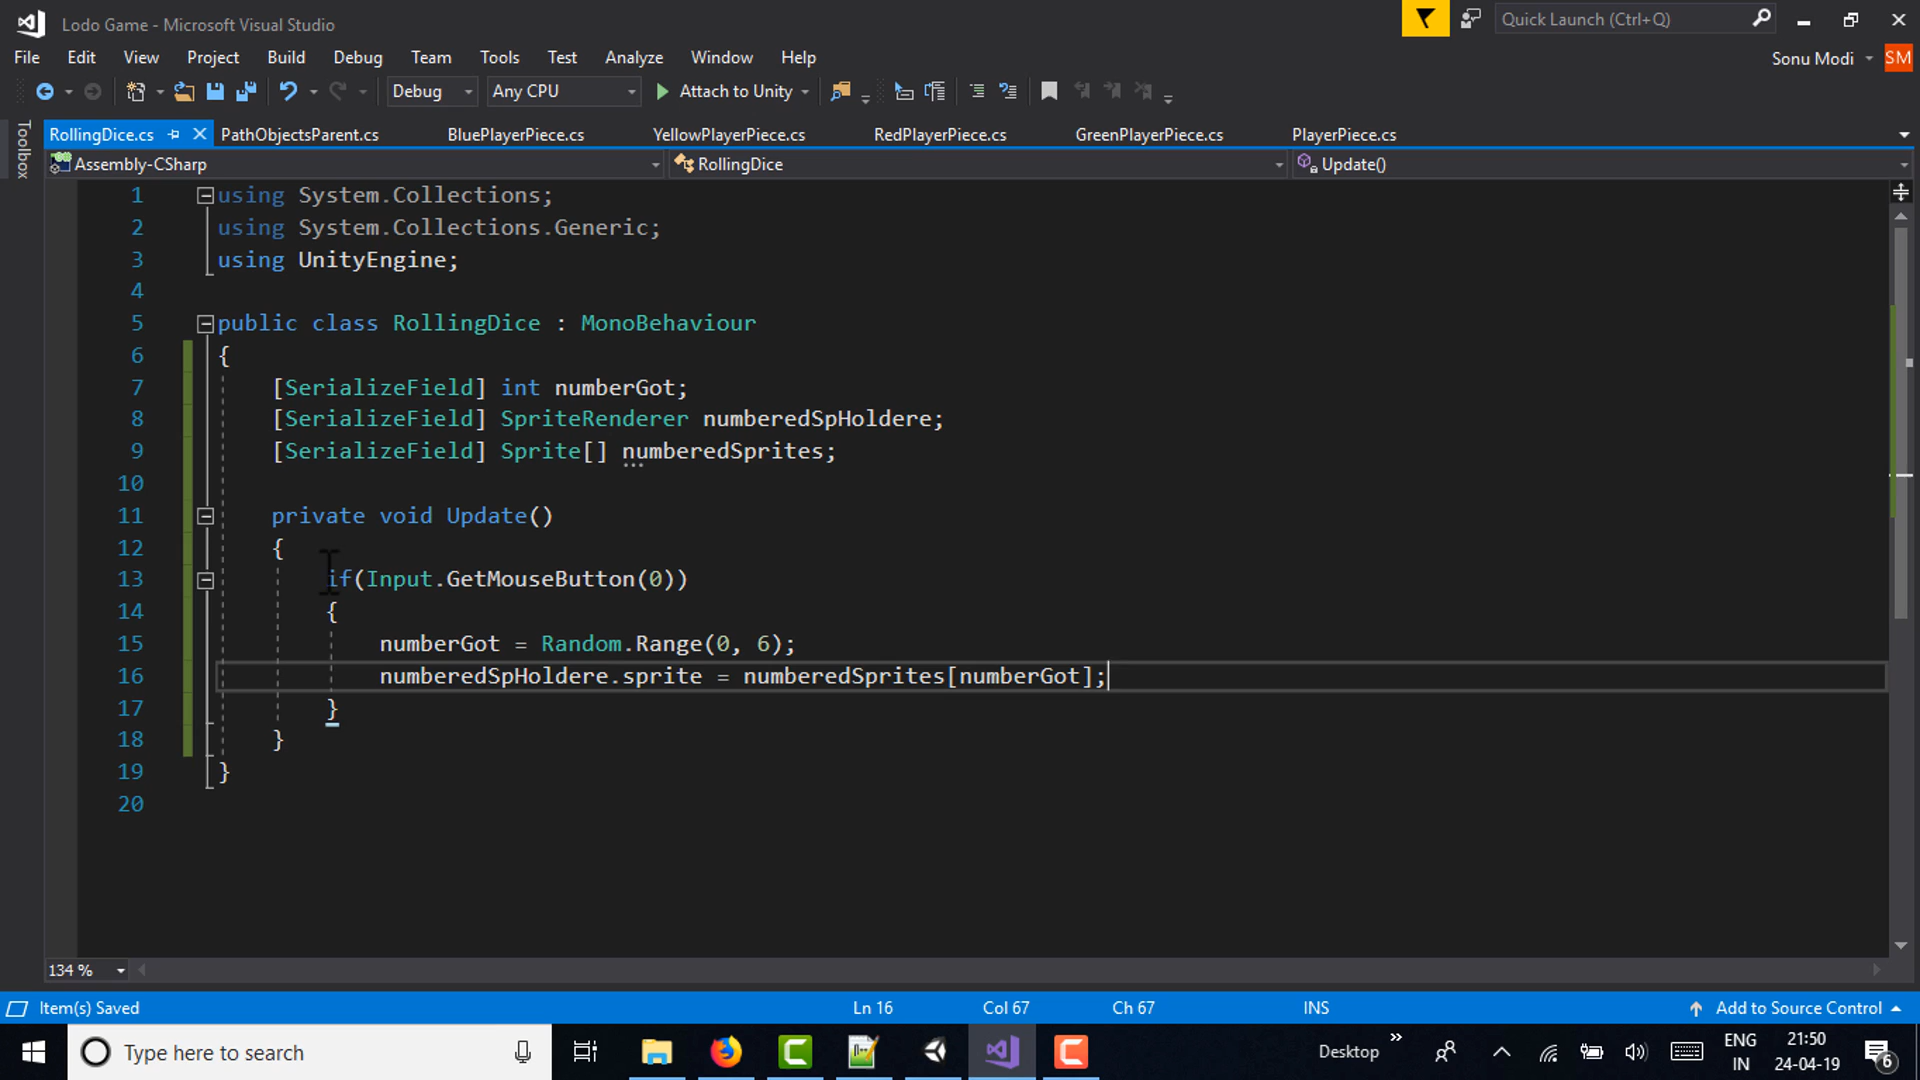 Lodo Game - Microsoft Visual Studio
Quick Launch (Ctrl+Q)
File Edit View Project Build Debug Team Tools Test Analyze Window Help
Sonu Modi SM
Debug Any CPU Attach to Unity
Toolbox
RollingDice.cs PathObjectsParent.cs BluePlayerPiece.cs YellowPlayerPiece.cs RedPlayerPiece.cs GreenPlayerPiece.cs PlayerPiece.cs
Assembly-CSharp RollingDice Update()
1 using System.Collections;
2 using System.Collections.Generic;
3 using UnityEngine;
4
5 public class RollingDice : MonoBehaviour
6 {
7 [SerializeField] int numberGot;
8 [SerializeField] SpriteRenderer numberedSpHoldere;
9 [SerializeField] Sprite[] numberedSprites;
10
11 private void Update()
12 {
13 if(Input.GetMouseButton(0))
14 {
15 numberGot = Random.Range(0, 6);
16 numberedSpHoldere.sprite = numberedSprites[numberGot];
17 }
18 }
19 }
20
134 %
Item(s) Saved Ln 16 Col 67 Ch 67 INS Add to Source Control
Type here to search Desktop ENG IN 21:50 24-04-19 6